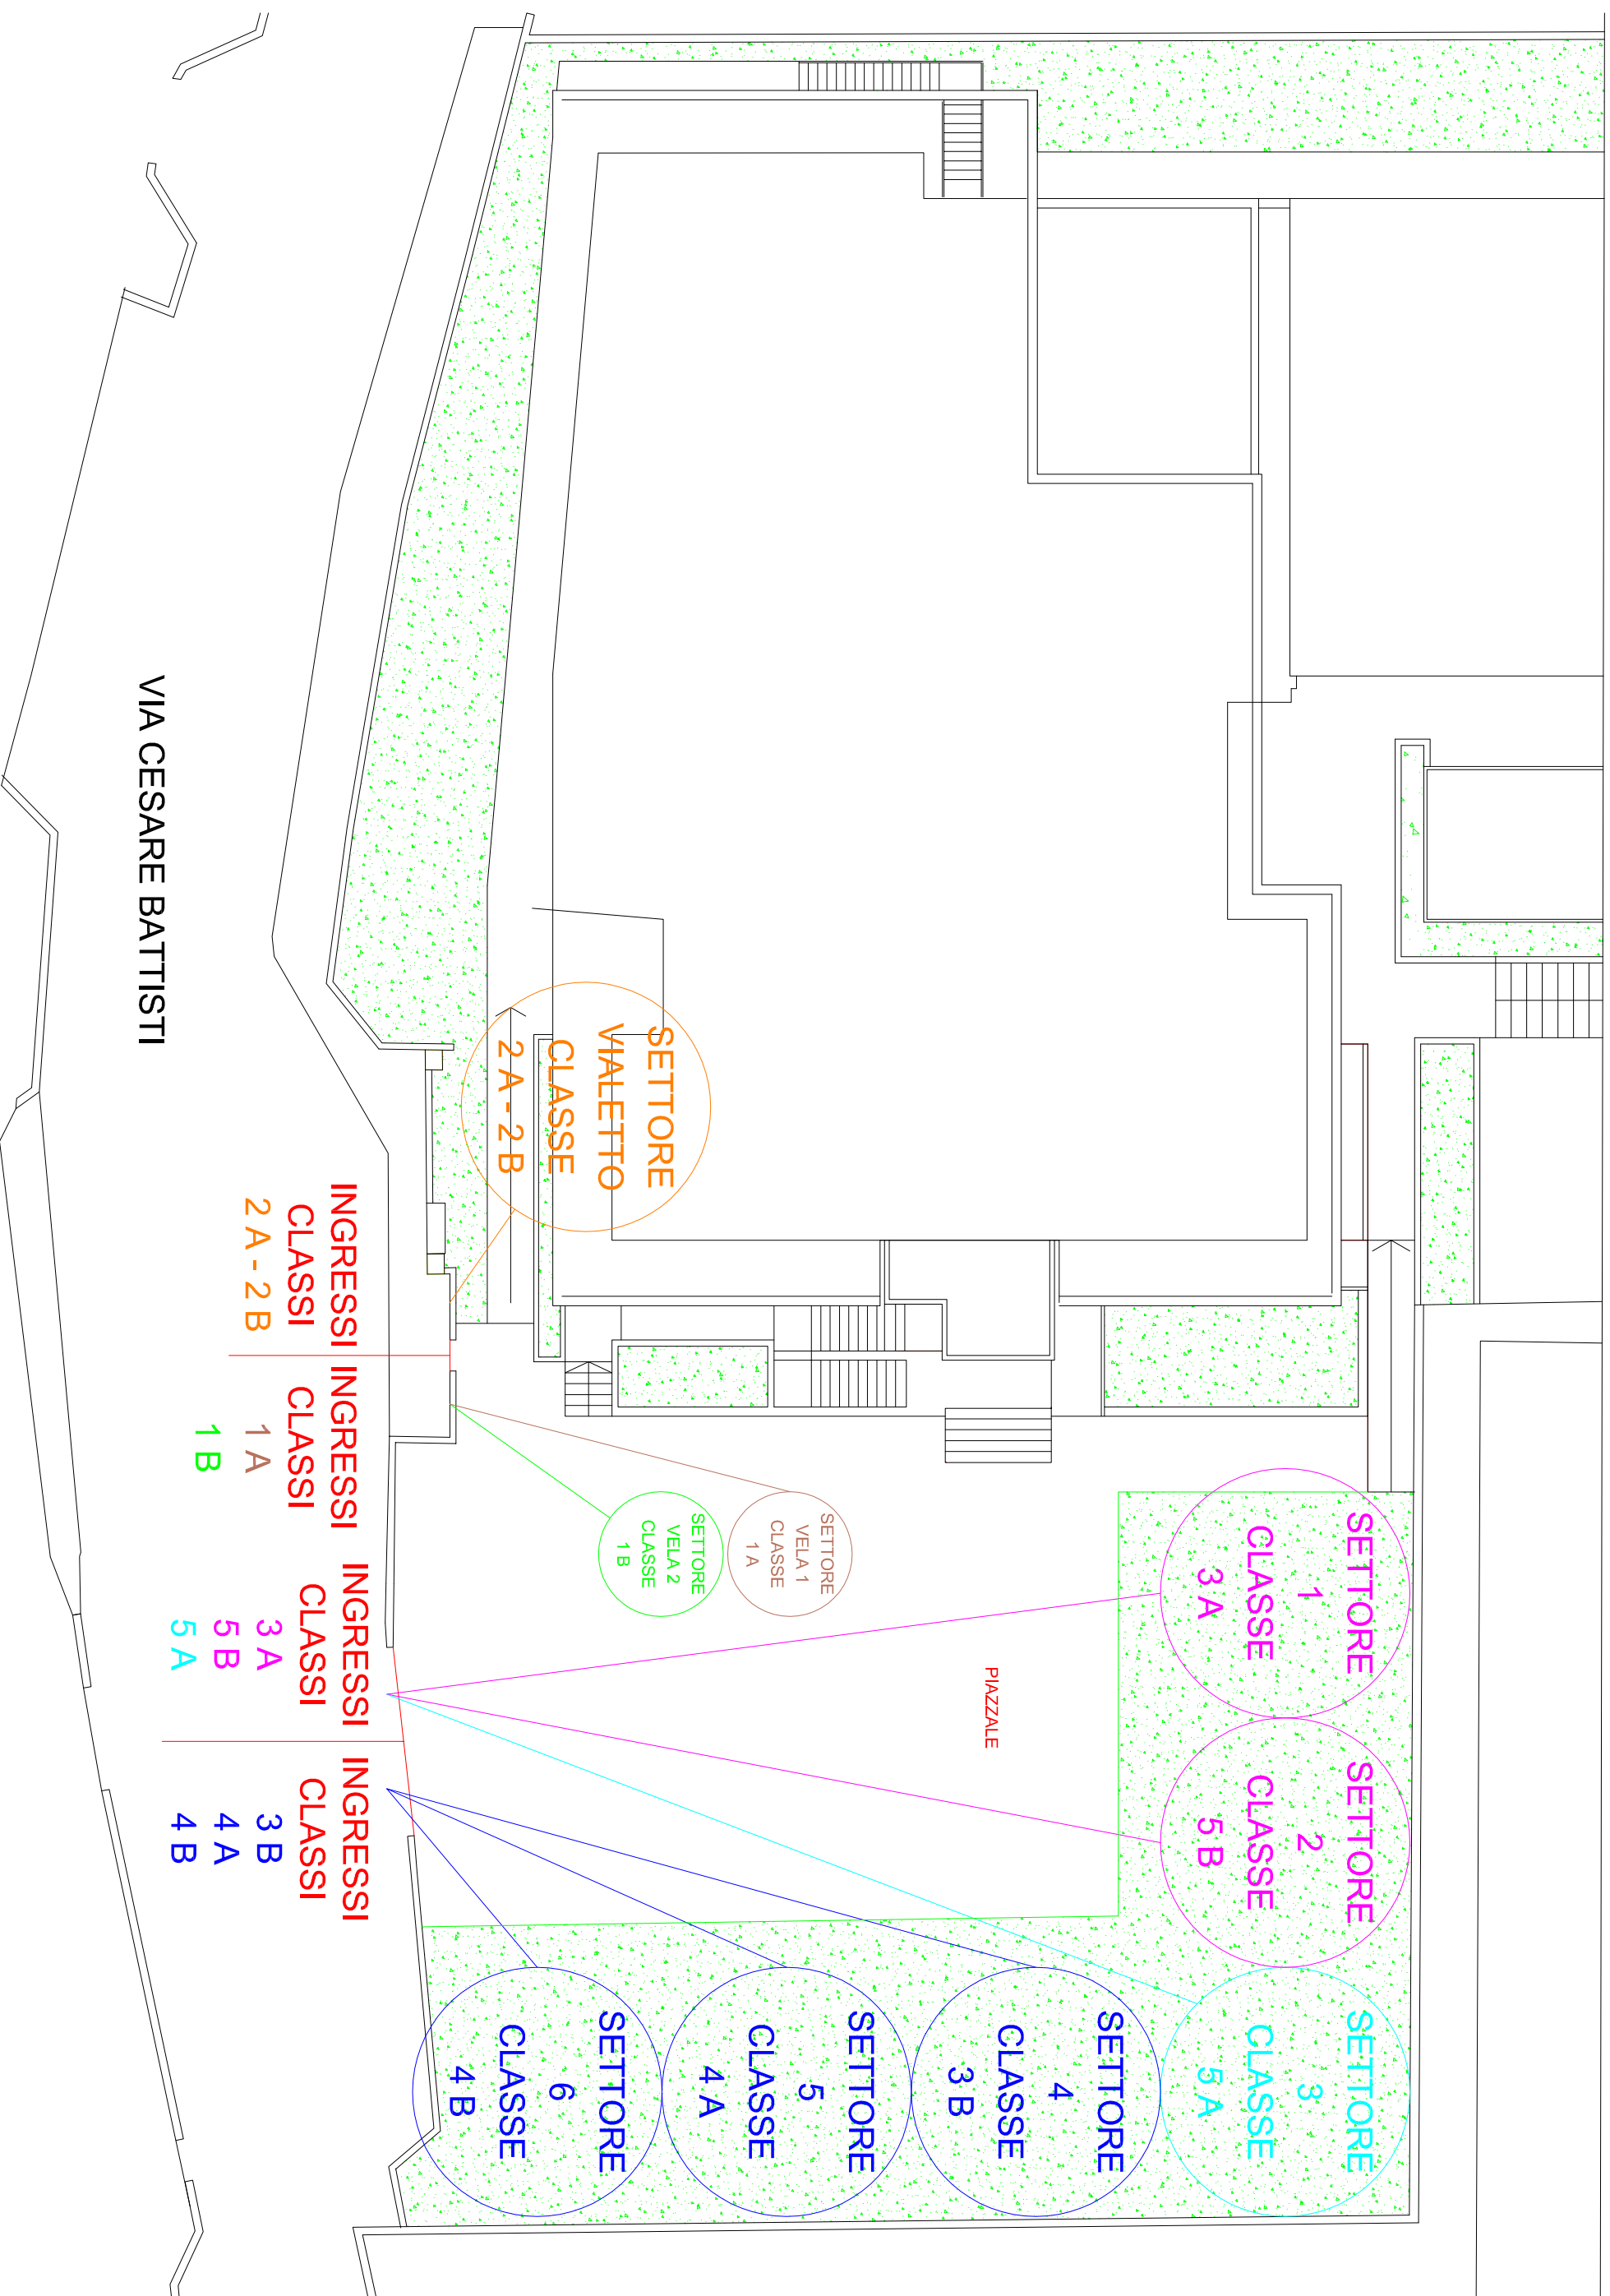 VIA CESARE BATTISTI
SETTORE
VIALETTO
CLASSE
2 A - 2 B
INGRESSI
CLASSI
2 A - 2 B
INGRESSI
CLASSI
1 A
1 B
INGRESSI
CLASSI
3 A
5 B
5 A
INGRESSI
CLASSI
3 B
4 A
4 B
SETTORE
VELA 1
CLASSE
1 A
SETTORE
VELA 2
CLASSE
1 B
PIAZZALE
SETTORE
1
CLASSE
3 A
SETTORE
2
CLASSE
5 B
SETTORE
3
CLASSE
5 A
SETTORE
4
CLASSE
3 B
SETTORE
5
CLASSE
4 A
SETTORE
6
CLASSE
4 B